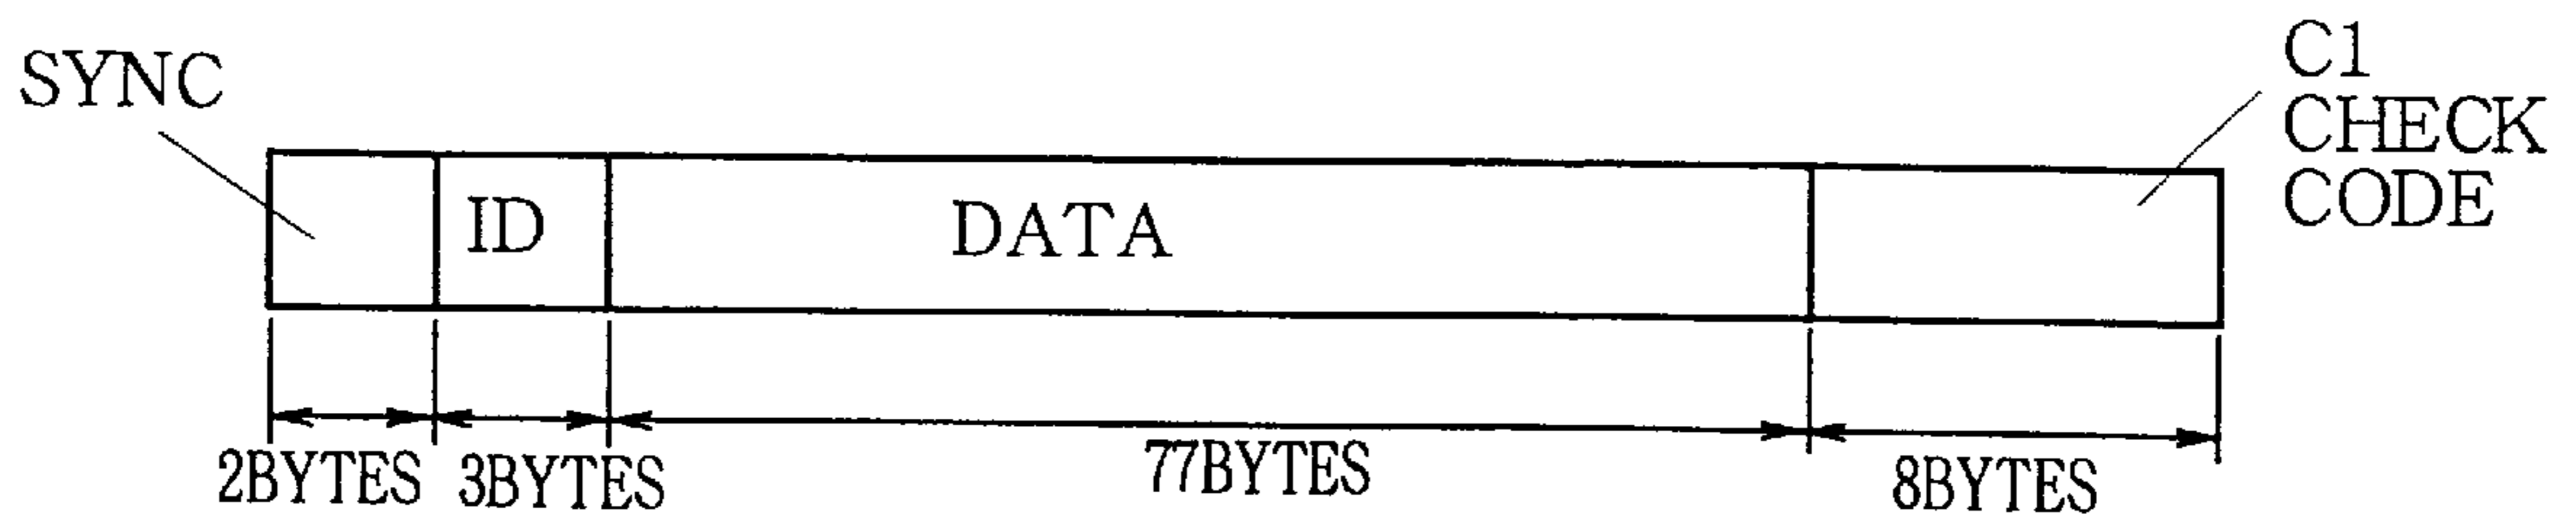 SYNC
ID
DATA
C1
CHECK
CODE
2BYTES
3BYTES
77BYTES
8BYTES